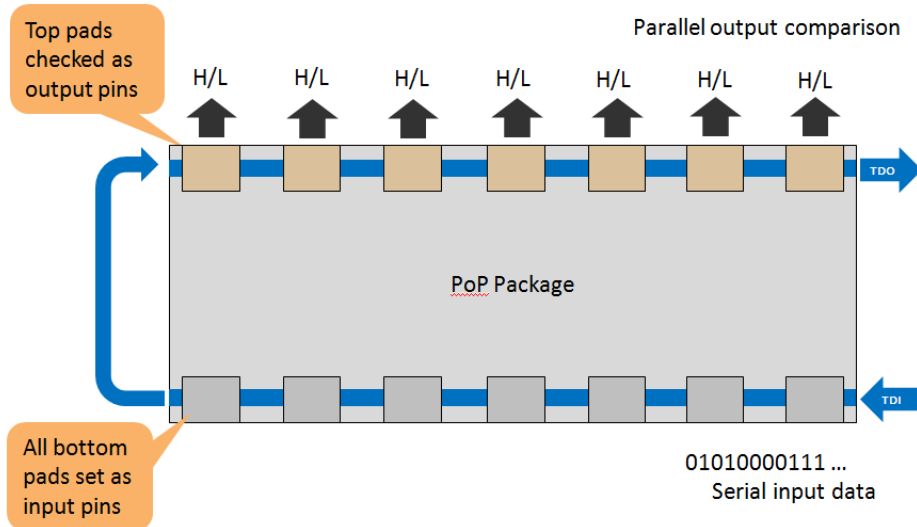 Top pads
checked as
output pins
Parallel output comparison
H/L H/L H/L H/L H/L H/L H/L
TDO
PoP Package
TDI
All bottom
pads set as
input pins
01010000111 ...
Serial input data